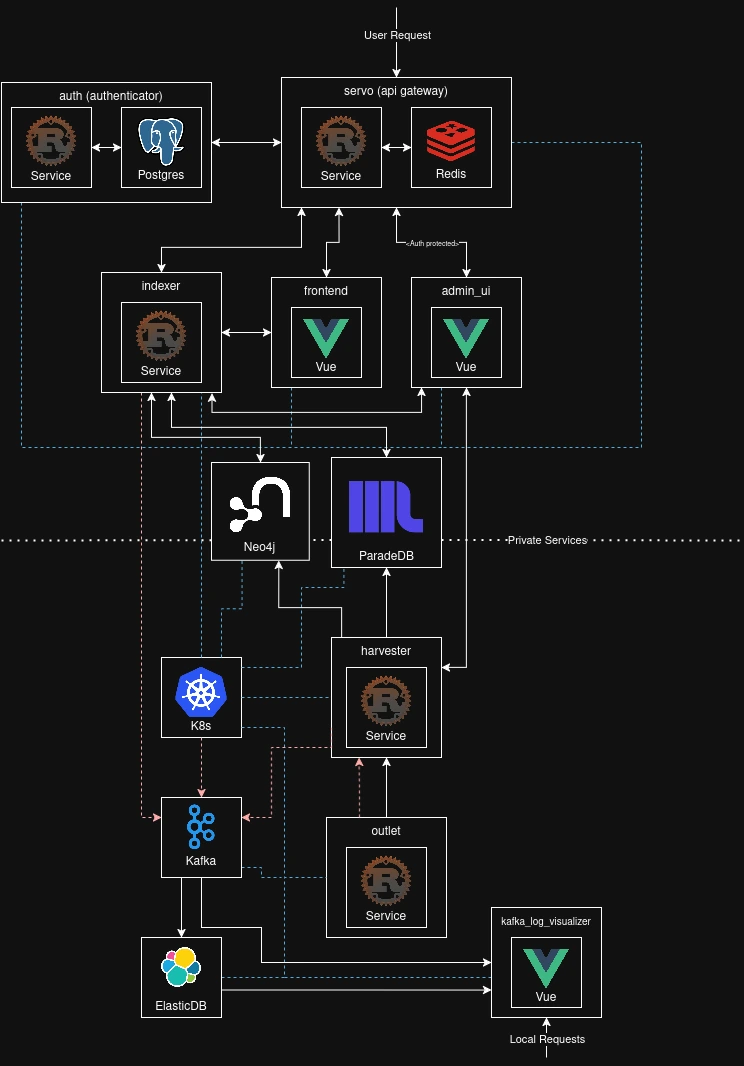 User Request
auth (authenticator)
Service
Postgres
servo (api gateway)
Service
Redis
<Auth protected>
indexer
Service
frontend
Vue
admin_ui
Vue
Neo4j
ParadeDB
Private Services
K8s
harvester
Service
Kafka
outlet
Service
ElasticDB
kafka_log_visualizer
Vue
Local Requests